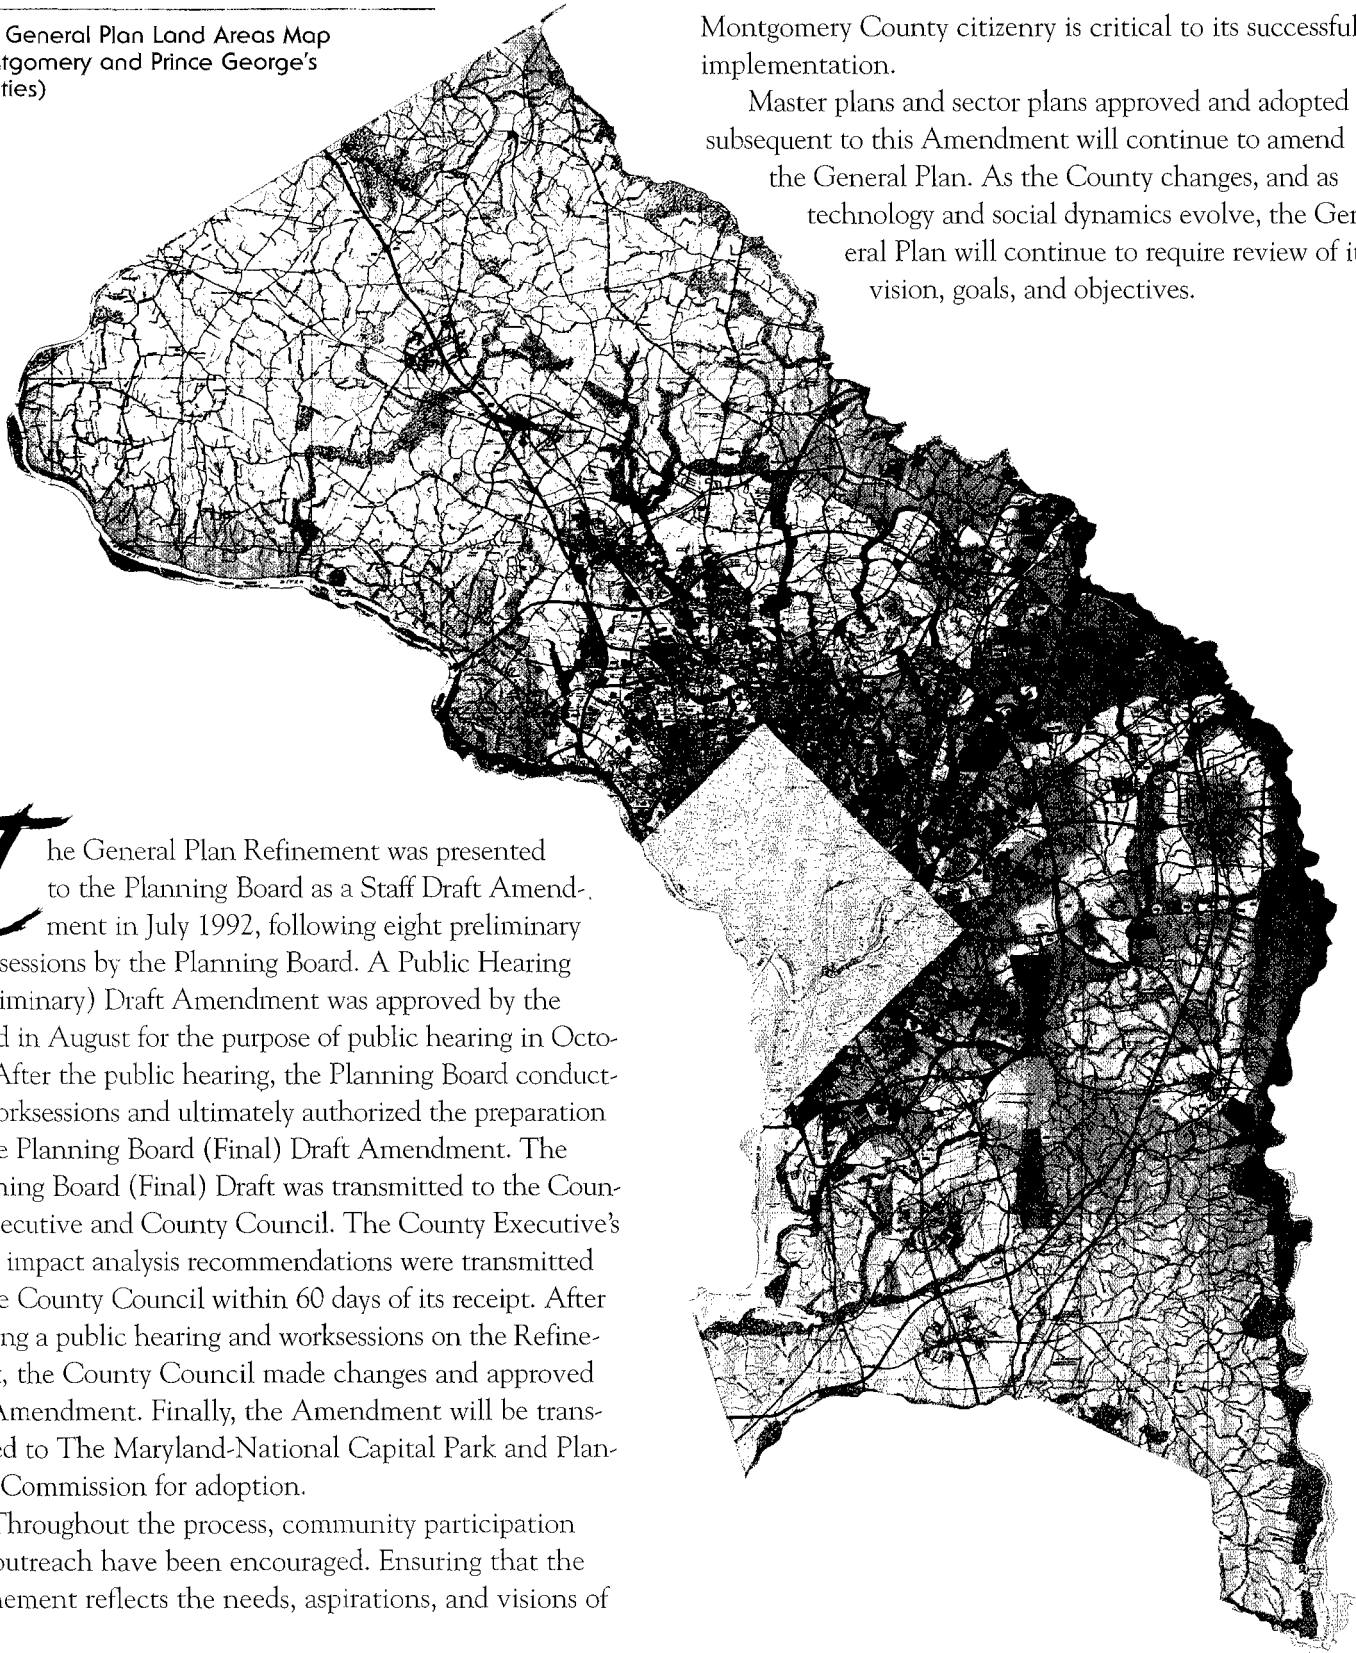 General Plan Land Areas Map
tgomery and Prince George's
ties)
The General Plan Refinement was presented
to the Planning Board as a Staff Draft Amend-
ment in July 1992, following eight preliminary
sessions by the Planning Board. A Public Hearing
iminary) Draft Amendment was approved by the
d in August for the purpose of public hearing in Octo-
After the public hearing, the Planning Board conduct-
orksessions and ultimately authorized the preparation
e Planning Board (Final) Draft Amendment. The
ning Board (Final) Draft was transmitted to the Coun-
ecutive and County Council. The County Executive's
impact analysis recommendations were transmitted
e County Council within 60 days of its receipt. After
ng a public hearing and worksessions on the Refine-
t, the County Council made changes and approved
Amendment. Finally, the Amendment will be trans-
ed to The Maryland-National Capital Park and Plan-
Commission for adoption.
Throughout the process, community participation
outreach have been encouraged. Ensuring that the
nement reflects the needs, aspirations, and visions of
Montgomery County citizenry is critical to its successful
implementation.
Master plans and sector plans approved and adopted
subsequent to this Amendment will continue to amend
the General Plan. As the County changes, and as
technology and social dynamics evolve, the Gen
eral Plan will continue to require review of it
vision, goals, and objectives.